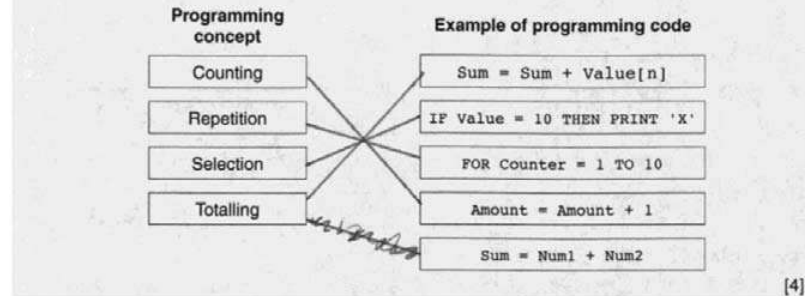 Programming concept
Example of programming code
Counting
Sum = Sum + Value[n]
Repetition
IF Value = 10 THEN PRINT 'X'
Selection
FOR Counter = 1 TO 10
Totalling
Amount = Amount + 1
Sum = Num1 + Num2
[4]